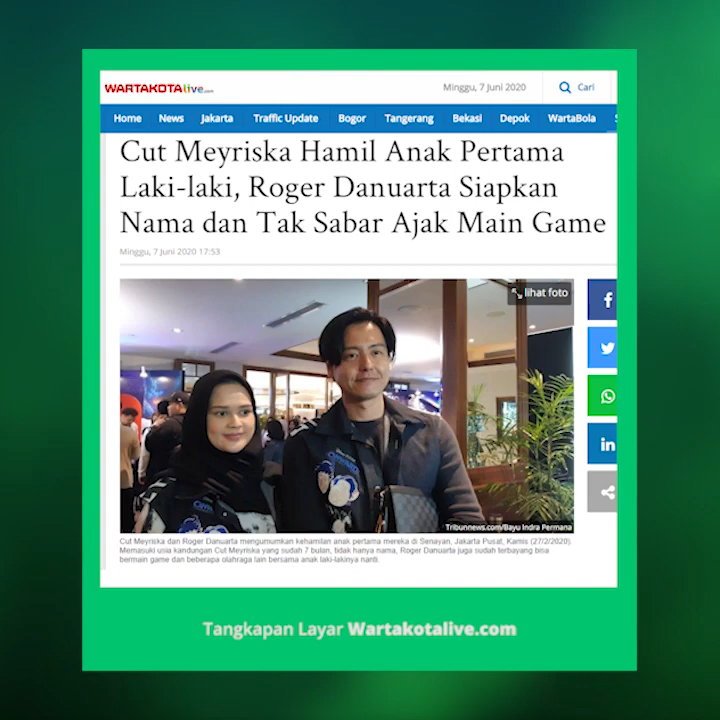 WARTAKOTAlive.com
Minggu, 7 Juni 2020
Cari
Home News Jakarta Traffic Update Bogor Tangerang Bekasi Depok WartaBola
Cut Meyriska Hamil Anak Pertama
Laki-laki, Roger Danuarta Siapkan
Nama dan Tak Sabar Ajak Main Game
Minggu, 7 Juni 2020 17:53
lihat foto
Tribunnews.com/Bayu Indra Permana
Cut Meyriska dan Roger Danuarta mengumumkan kehamilan anak pertama mereka di Senayan, Jakarta Pusat, Kamis (27/2/2020).
Memasuki usia kandungan Cut Meyriska yang sudah 7 bulan, tidak hanya nama, Roger Danuarta juga sudah terbayang bisa
bermain game dan beberapa olahraga lain bersama anak laki-lakinya nanti.
Tangkapan Layar Wartakotalive.com